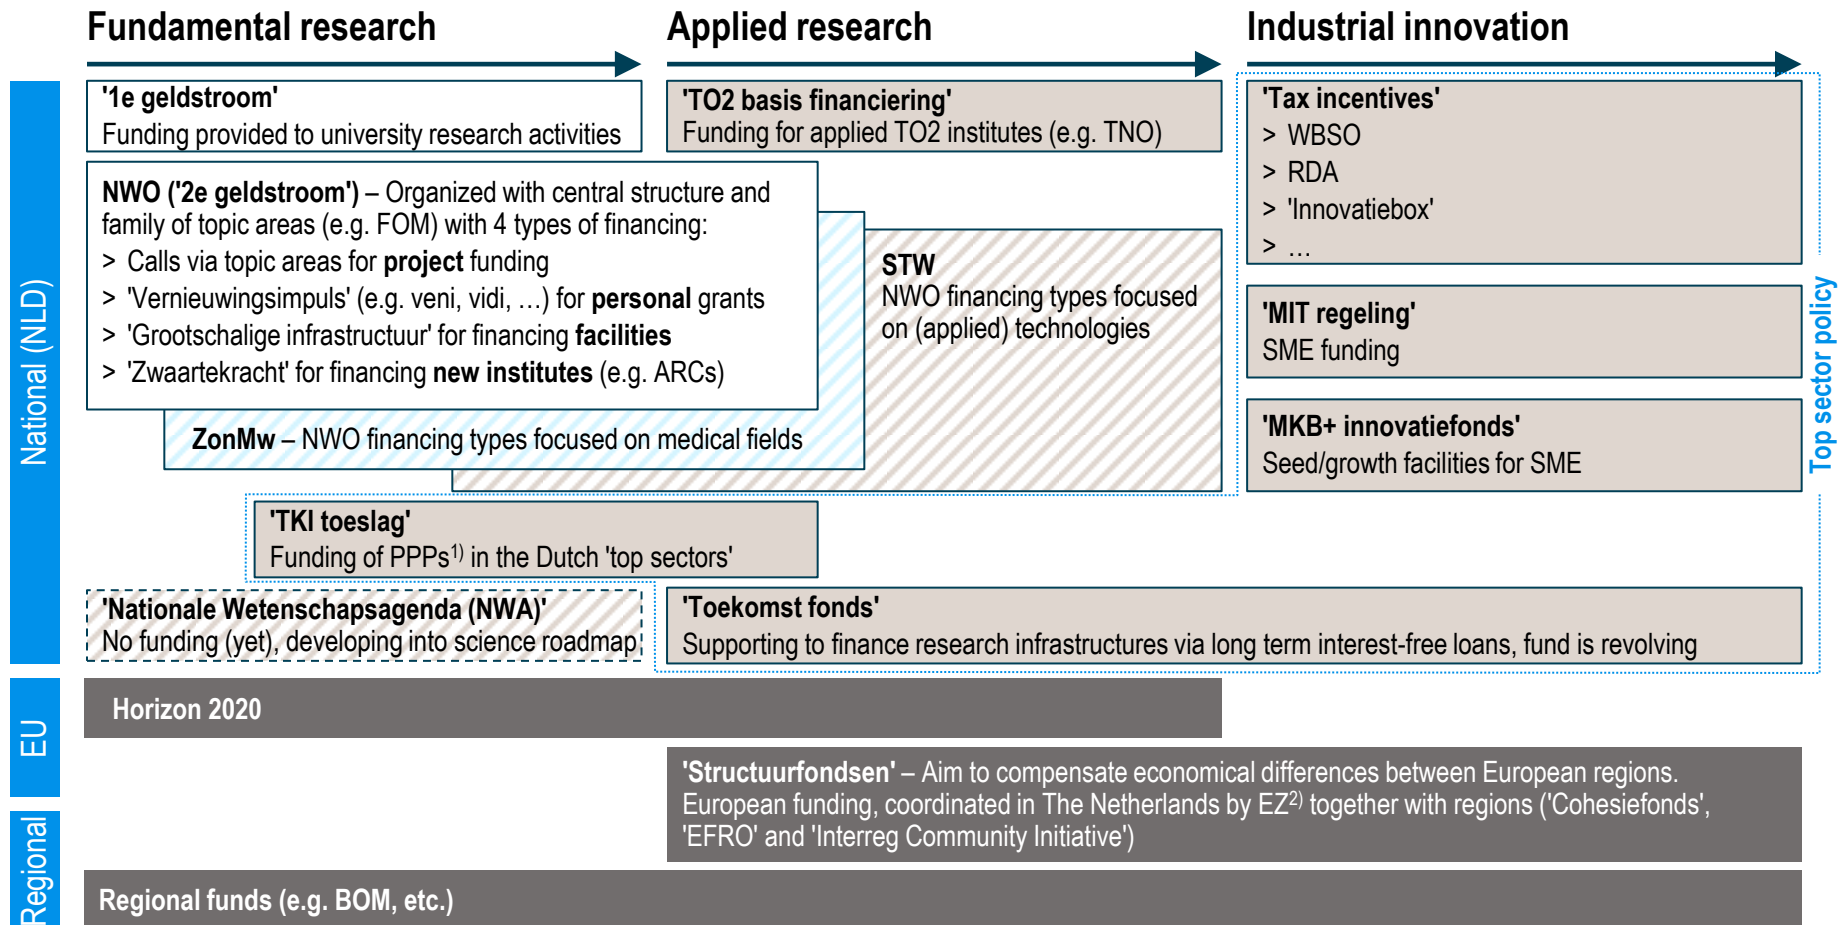 Fundamental research
Applied research
Industrial innovation
National (NLD)
'1e geldstroom'
Funding provided to university research activities
'TO2 basis financiering'
Funding for applied TO2 institutes (e.g. TNO)
'Tax incentives'
> WBSO
> RDA
> 'Innovatiebox'
> …
NWO ('2e geldstroom') – Organized with central structure and
family of topic areas (e.g. FOM) with 4 types of financing:
> Calls via topic areas for project funding
> 'Vernieuwingsimpuls' (e.g. veni, vidi, …) for personal grants
> 'Grootschalige infrastructuur' for financing facilities
> 'Zwaartekracht' for financing new institutes (e.g. ARCs)
STW
NWO financing types focused
on (applied) technologies
'MIT regeling'
SME funding
Top sector policy
ZonMw – NWO financing types focused on medical fields
'MKB+ innovatiefonds'
Seed/growth facilities for SME
'TKI toeslag'
Funding of PPPs1) in the Dutch 'top sectors'
'Nationale Wetenschapsagenda (NWA)'
No funding (yet), developing into science roadmap
'Toekomst fonds'
Supporting to finance research infrastructures via long term interest-free loans, fund is revolving
EU
Horizon 2020
'Structuurfondsen' – Aim to compensate economical differences between European regions.
European funding, coordinated in The Netherlands by EZ2) together with regions ('Cohesiefonds',
'EFRO' and 'Interreg Community Initiative')
Regional
Regional funds (e.g. BOM, etc.)